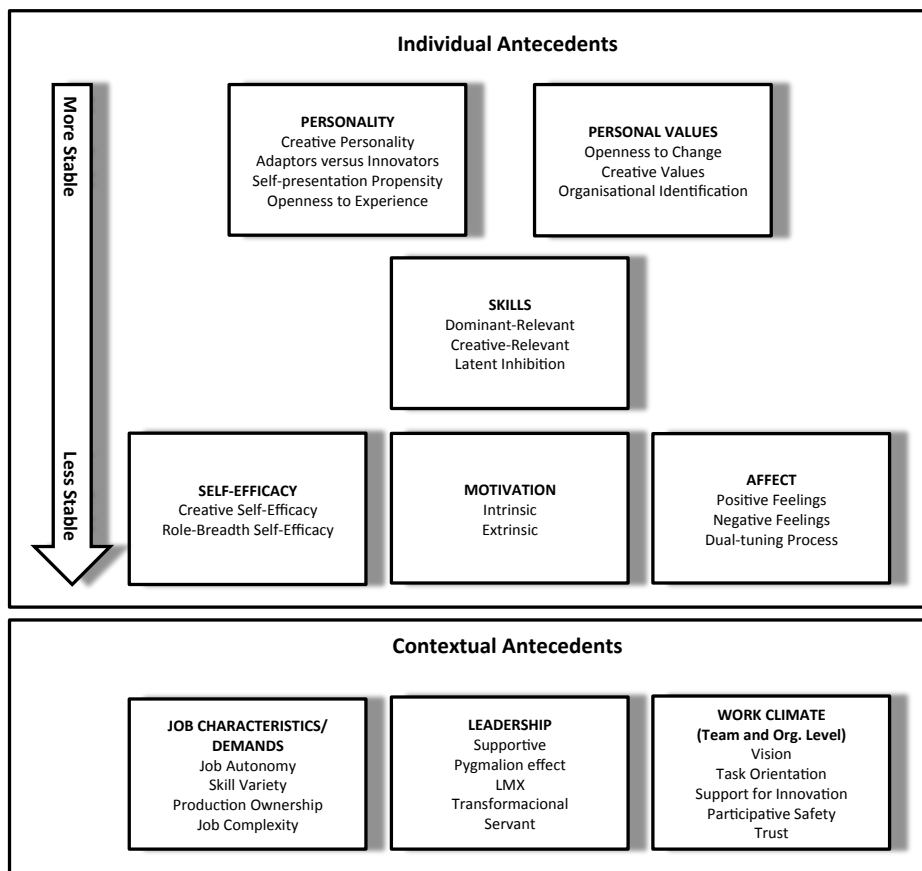 Individual Antecedents
More Stable
Less Stable
PERSONALITY
Creative Personality
Adaptors versus Innovators
Self-presentation Propensity
Openness to Experience
PERSONAL VALUES
Openness to Change
Creative Values
Organisational Identification
SKILLS
Dominant-Relevant
Creative-Relevant
Latent Inhibition
SELF-EFFICACY
Creative Self-Efficacy
Role-Breadth Self-Efficacy
MOTIVATION
Intrinsic
Extrinsic
AFFECT
Positive Feelings
Negative Feelings
Dual-tuning Process
Contextual Antecedents
JOB CHARACTERISTICS/
DEMANDS
Job Autonomy
Skill Variety
Production Ownership
Job Complexity
LEADERSHIP
Supportive
Pygmalion effect
LMX
Transformacional
Servant
WORK CLIMATE
(Team and Org. Level)
Vision
Task Orientation
Support for Innovation
Participative Safety
Trust